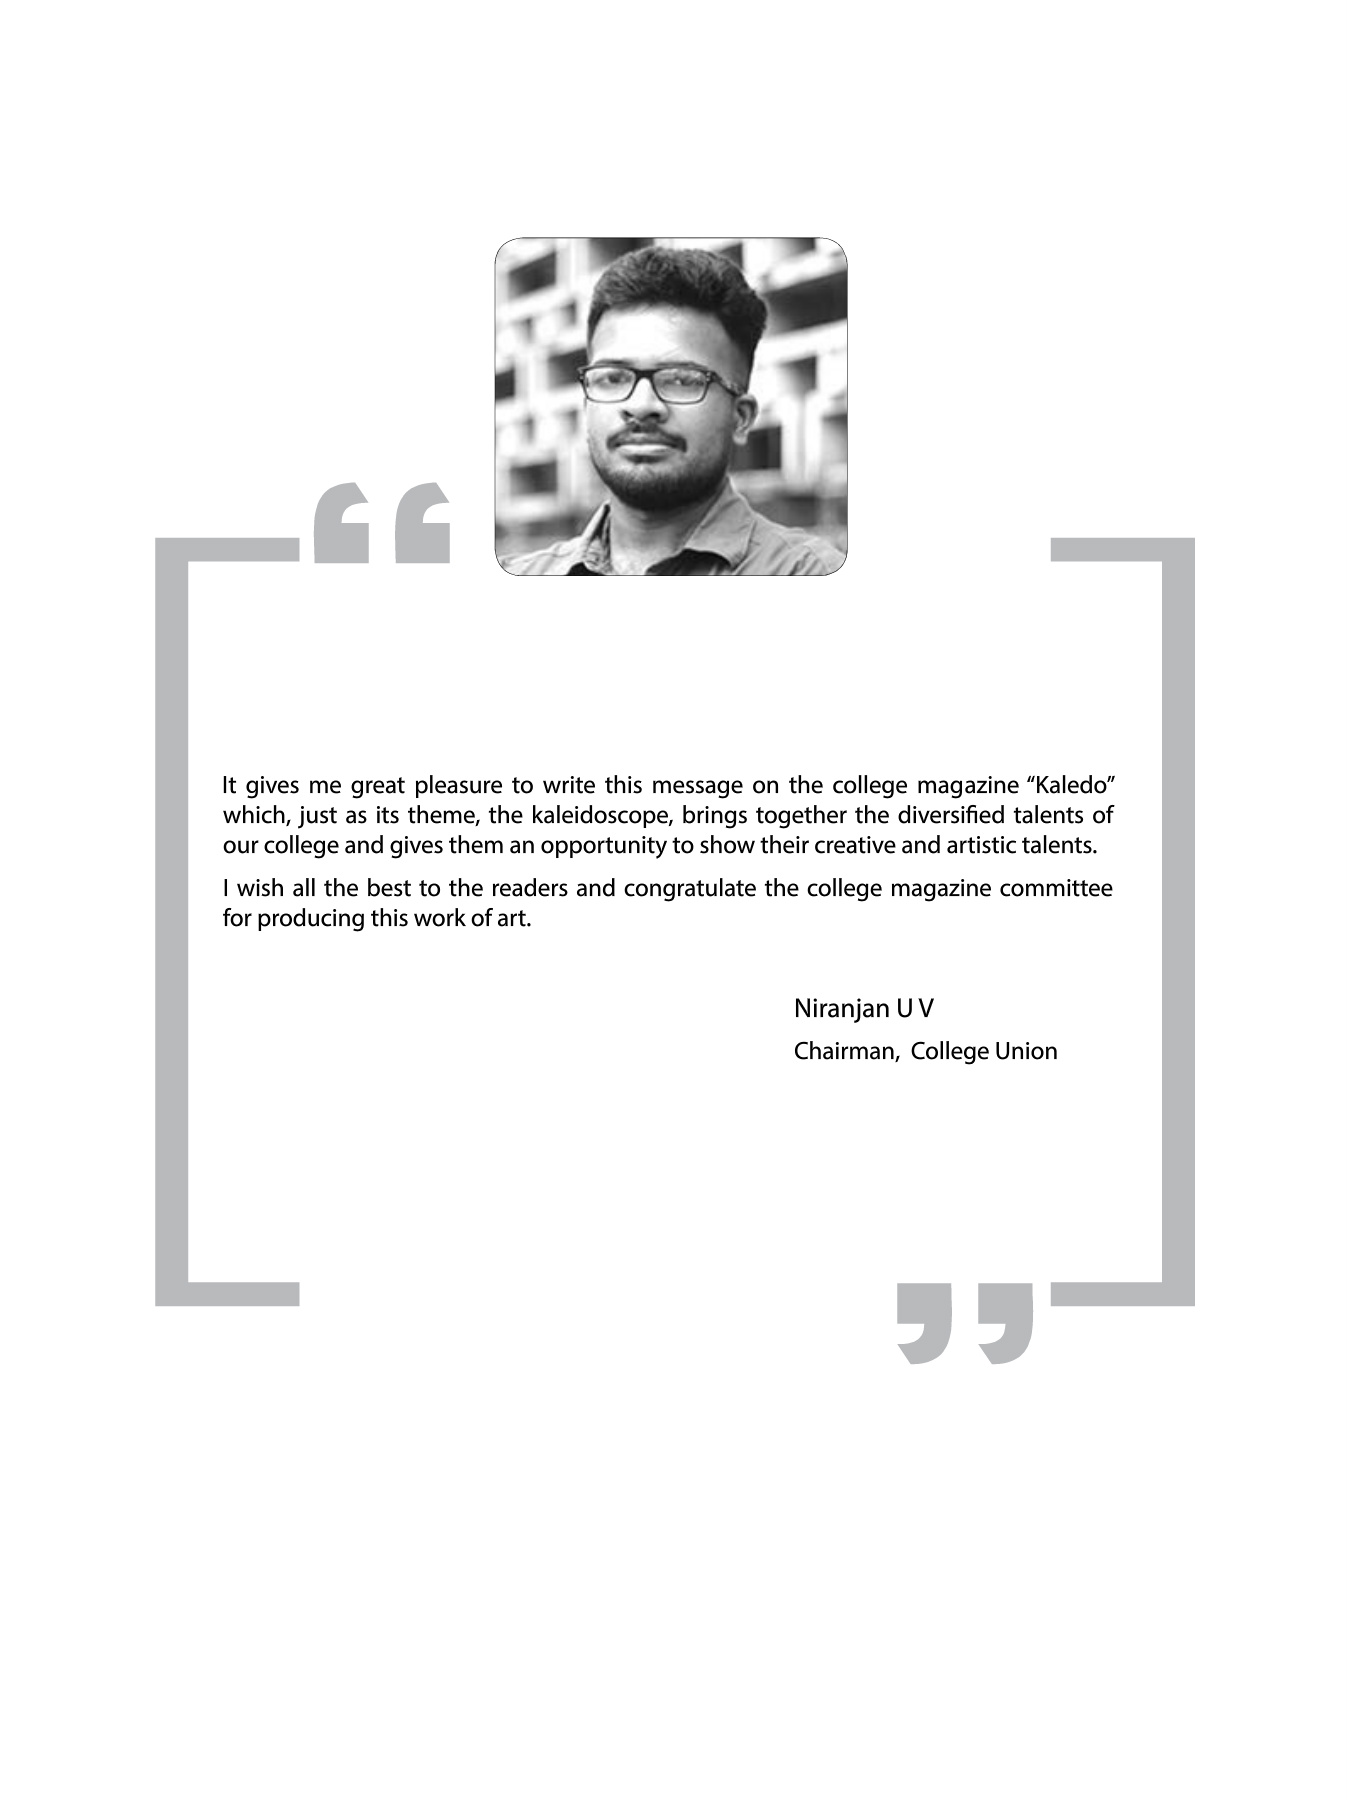 It gives me great pleasure to write this message on the college magazine “Kaledo”
which, just as its theme, the kaleidoscope, brings together the diversified talents of
our college and gives them an opportunity to show their creative and artistic talents.
I wish all the best to the readers and congratulate the college magazine committee
for producing this work of art.
Niranjan U V
Chairman,  College Union